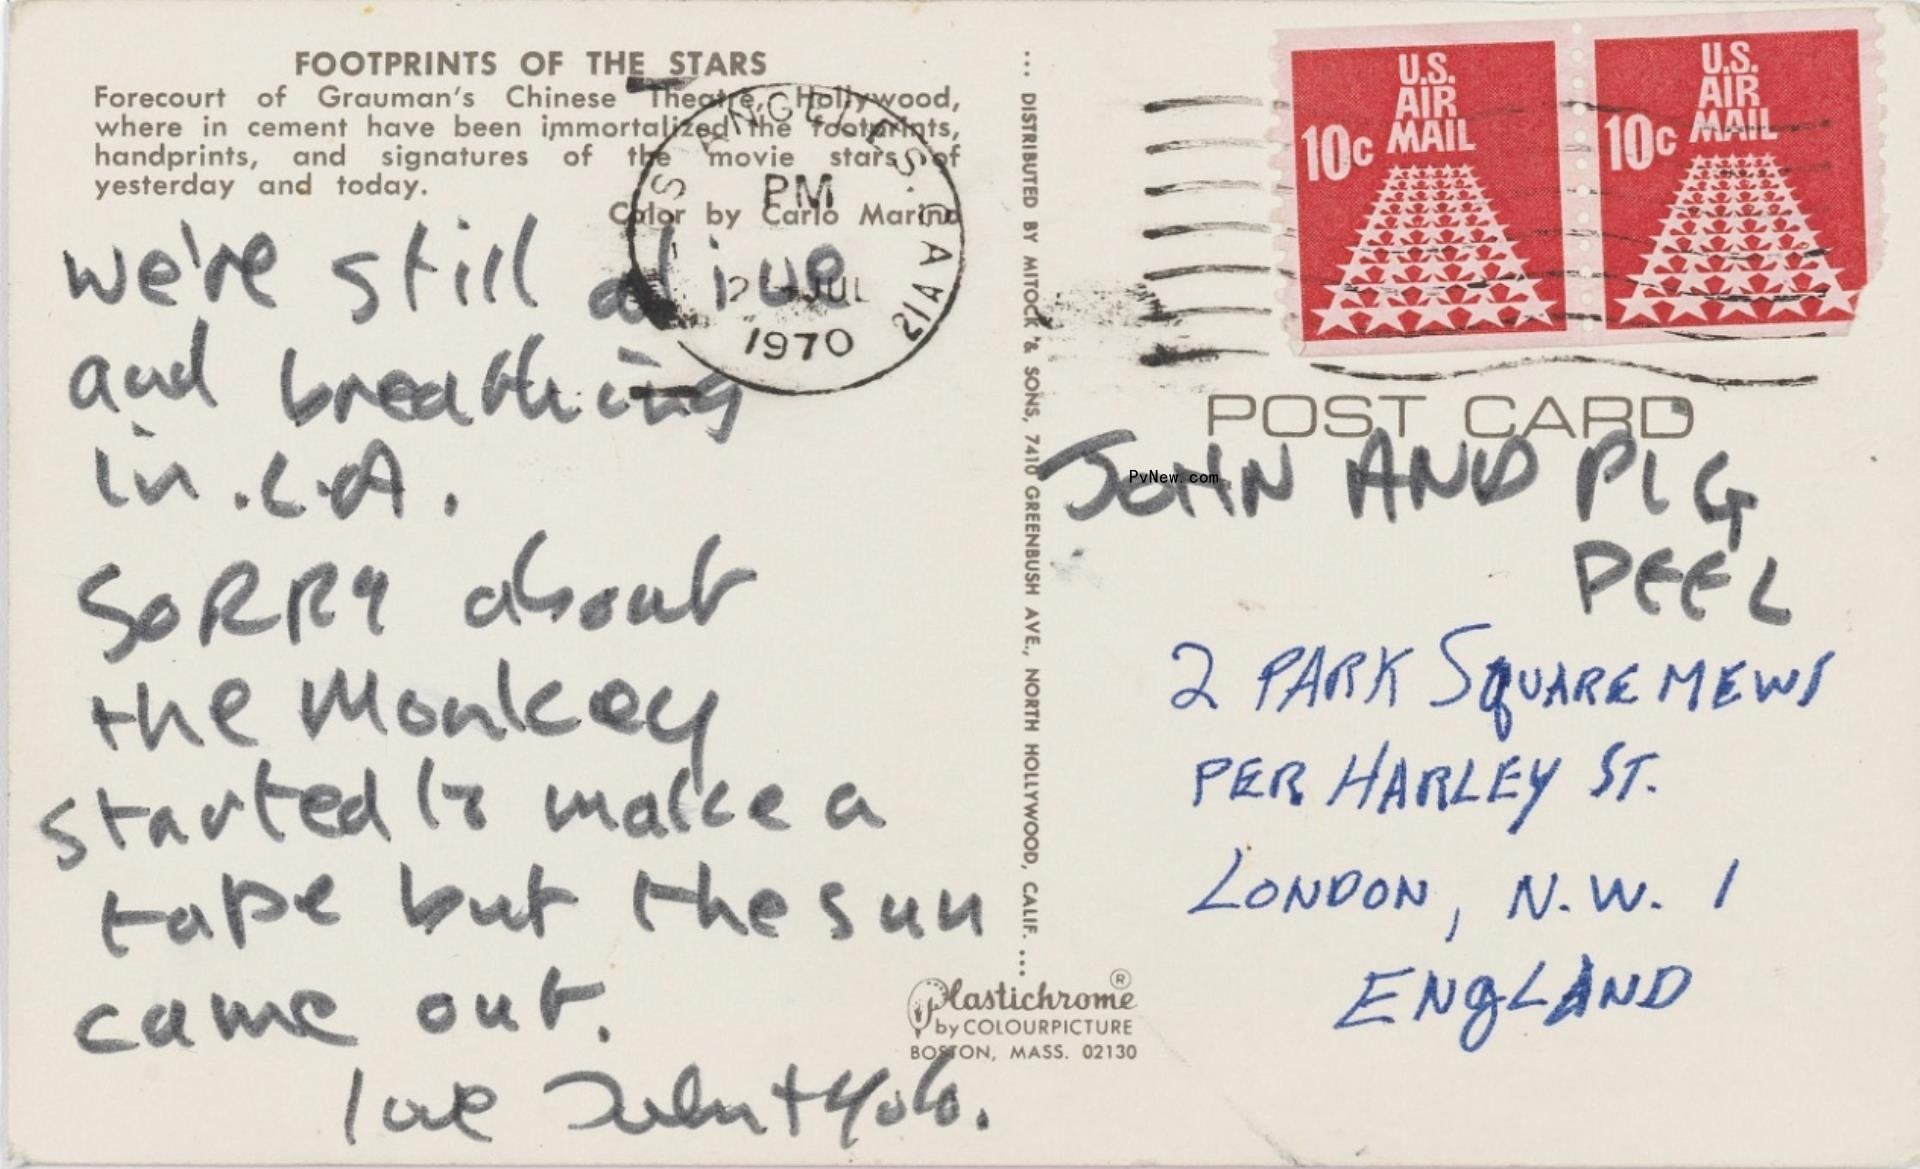 FOOTPRINTS OF THE STARS
Forecourt of Grauman's Chinese Theatre, Hollywood,
where in cement have been immortalized the footprints,
handprints, and signatures of the movie stars of
yesterday and today.
Color by Carlo Marino
we're still alive
and breathing
in .L.A.
SORRY about
the Monkey
started to make a
tape but the sun
came out.
love John + Yoko.
LOS ANGELES, CA
PM
JUL
1970
... DISTRIBUTED BY MITOCK & SONS, 7410 GREENBUSH AVE., NORTH HOLLYWOOD, CALIF. ...
Plastichrome ®
by COLOURPICTURE
BOSTON, MASS. 02130
U.S.
AIR
MAIL
10c
U.S.
AIR
MAIL
10c
POST CARD
JOHN AND PIG
PEEL
PvNew.com
2 PARK SQUARE MEWS
PER HARLEY ST.
LONDON, N.W. 1
ENGLAND